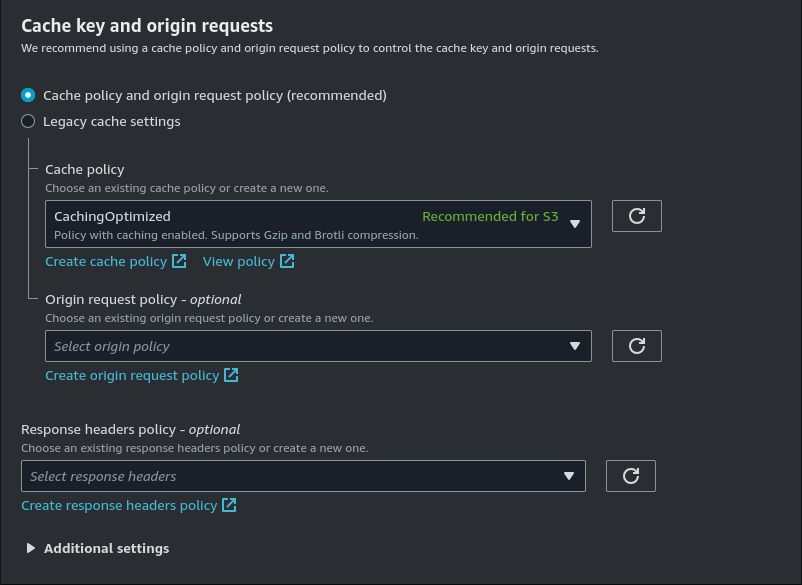 Cache key and origin requests
We recommend using a cache policy and origin request policy to control the cache key and origin requests.
Cache policy and origin request policy (recommended)
Legacy cache settings
Cache policy
Choose an existing cache policy or create a new one.
CachingOptimized Recommended for S3
Policy with caching enabled. Supports Gzip and Brotli compression.
Create cache policy View policy
Origin request policy - optional
Choose an existing origin request policy or create a new one.
Select origin policy
Create origin request policy
Response headers policy - optional
Choose an existing response headers policy or create a new one.
Select response headers
Create response headers policy
Additional settings